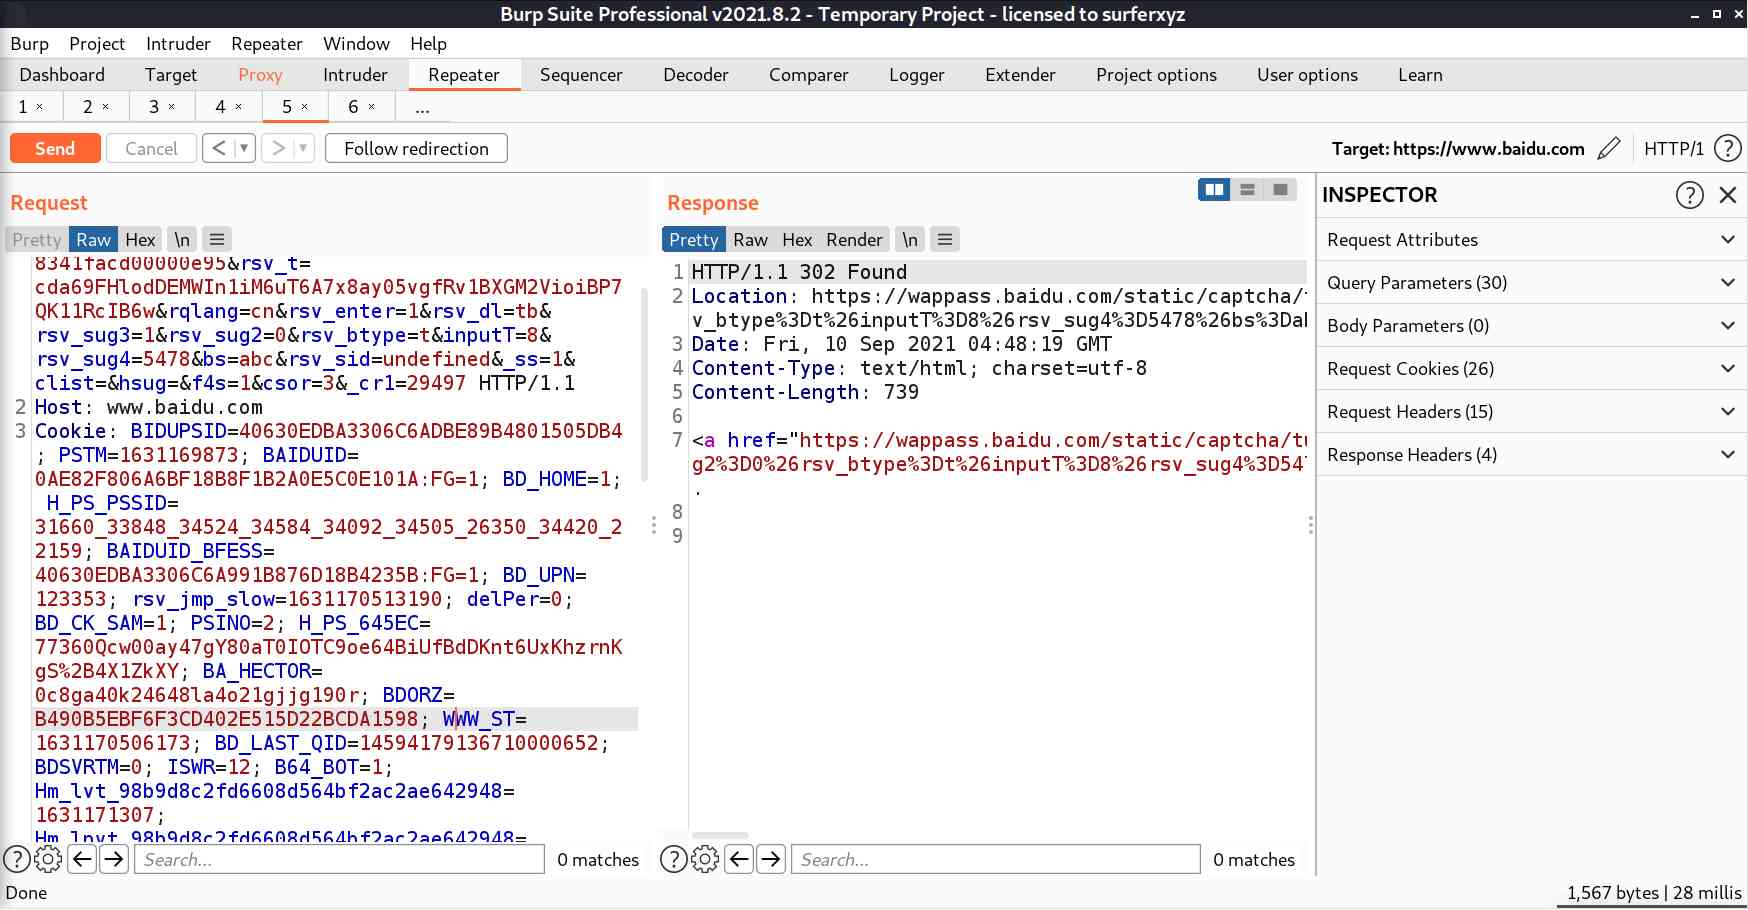 Burp Suite Professional v2021.8.2 - Temporary Project - licensed to surferxyz
Burp Project Intruder Repeater Window Help
Dashboard Target Proxy Intruder Repeater Sequencer Decoder Comparer Logger Extender Project options User options Learn
1 × 2 × 3 × 4 × 5 × 6 × ...
Send Cancel < > Follow redirection Target: https://www.baidu.com HTTP/1 ?
Request
Pretty Raw Hex \n
8341facd00000e95&rsv_t=
cda69FHlodDEMWIn1iM6uT6A7x8ay05vgfRv1BXGM2VioiBP7
QK11RcIB6w&rqlang=cn&rsv_enter=1&rsv_dl=tb&
rsv_sug3=1&rsv_sug2=0&rsv_btype=t&inputT=8&
rsv_sug4=5478&bs=abc&rsv_sid=undefined&_ss=1&
clist=&hsug=&f4s=1&csor=3&_cr1=29497 HTTP/1.1
2 Host: www.baidu.com
3 Cookie: BIDUPSID=40630EDBA3306C6ADBE89B4801505DB4
; PSTM=1631169873; BAIDUID=
0AE82F806A6BF18B8F1B2A0E5C0E101A:FG=1; BD_HOME=1;
H_PS_PSSID=
31660_33848_34524_34584_34092_34505_26350_34420_2
2159; BAIDUID_BFESS=
40630EDBA3306C6A991B876D18B4235B:FG=1; BD_UPN=
123353; rsv_jmp_slow=1631170513190; delPer=0;
BD_CK_SAM=1; PSINO=2; H_PS_645EC=
77360Qcw00ay47gY80aT0IOTC9oe64BiUfBdDKnt6UxKhzrnK
gS%2B4X1ZkXY; BA_HECTOR=
0c8ga40k24648la4o21gjjg190r; BDORZ=
B490B5EBF6F3CD402E515D22BCDA1598; WWW_ST=
1631170506173; BD_LAST_QID=14594179136710000652;
BDSVRTM=0; ISWR=12; B64_BOT=1;
Hm_lvt_98b9d8c2fd6608d564bf2ac2ae642948=
1631171307;
Hm_lpvt_98b9d8c2fd6608d564bf2ac2ae642948=
? Search... 0 matches
Response
Pretty Raw Hex Render \n
1 HTTP/1.1 302 Found
2 Location: https://wappass.baidu.com/static/captcha/
v_btype%3Dt%26inputT%3D8%26rsv_sug4%3D5478%26bs%3Dab
3 Date: Fri, 10 Sep 2021 04:48:19 GMT
4 Content-Type: text/html; charset=utf-8
5 Content-Length: 739
6
7 <a href="https://wappass.baidu.com/static/captcha/tu
g2%3D0%26rsv_btype%3Dt%26inputT%3D8%26rsv_sug4%3D54
.
8
9
? Search... 0 matches
INSPECTOR ?
Request Attributes
Query Parameters (30)
Body Parameters (0)
Request Cookies (26)
Request Headers (15)
Response Headers (4)
Done
1,567 bytes | 28 millis